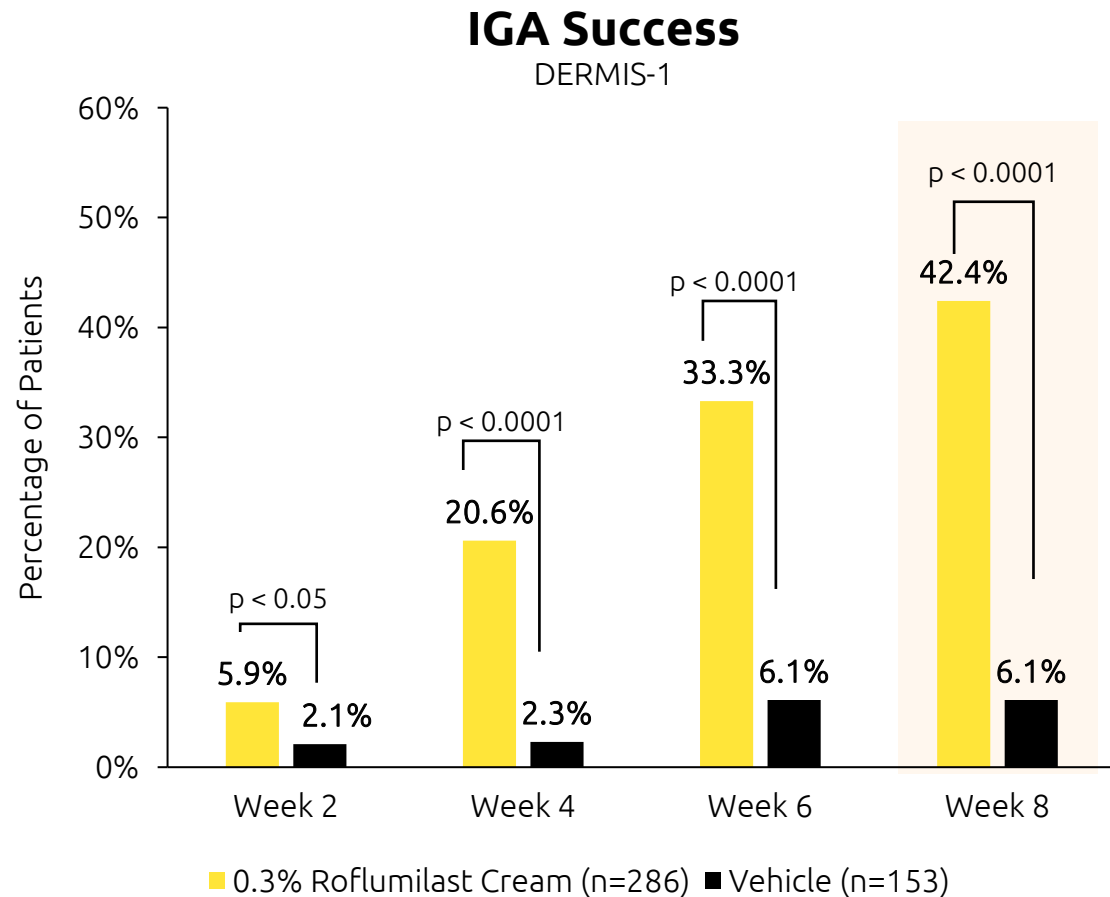 IGA Success
DERMIS-1
Percentage of Patients
60%
50%
40%
30%
20%
10%
0%
p < 0.05
5.9%
2.1%
p < 0.0001
20.6%
2.3%
p < 0.0001
33.3%
6.1%
p < 0.0001
42.4%
6.1%
Week 2
Week 4
Week 6
Week 8
0.3% Roflumilast Cream (n=286)
Vehicle (n=153)